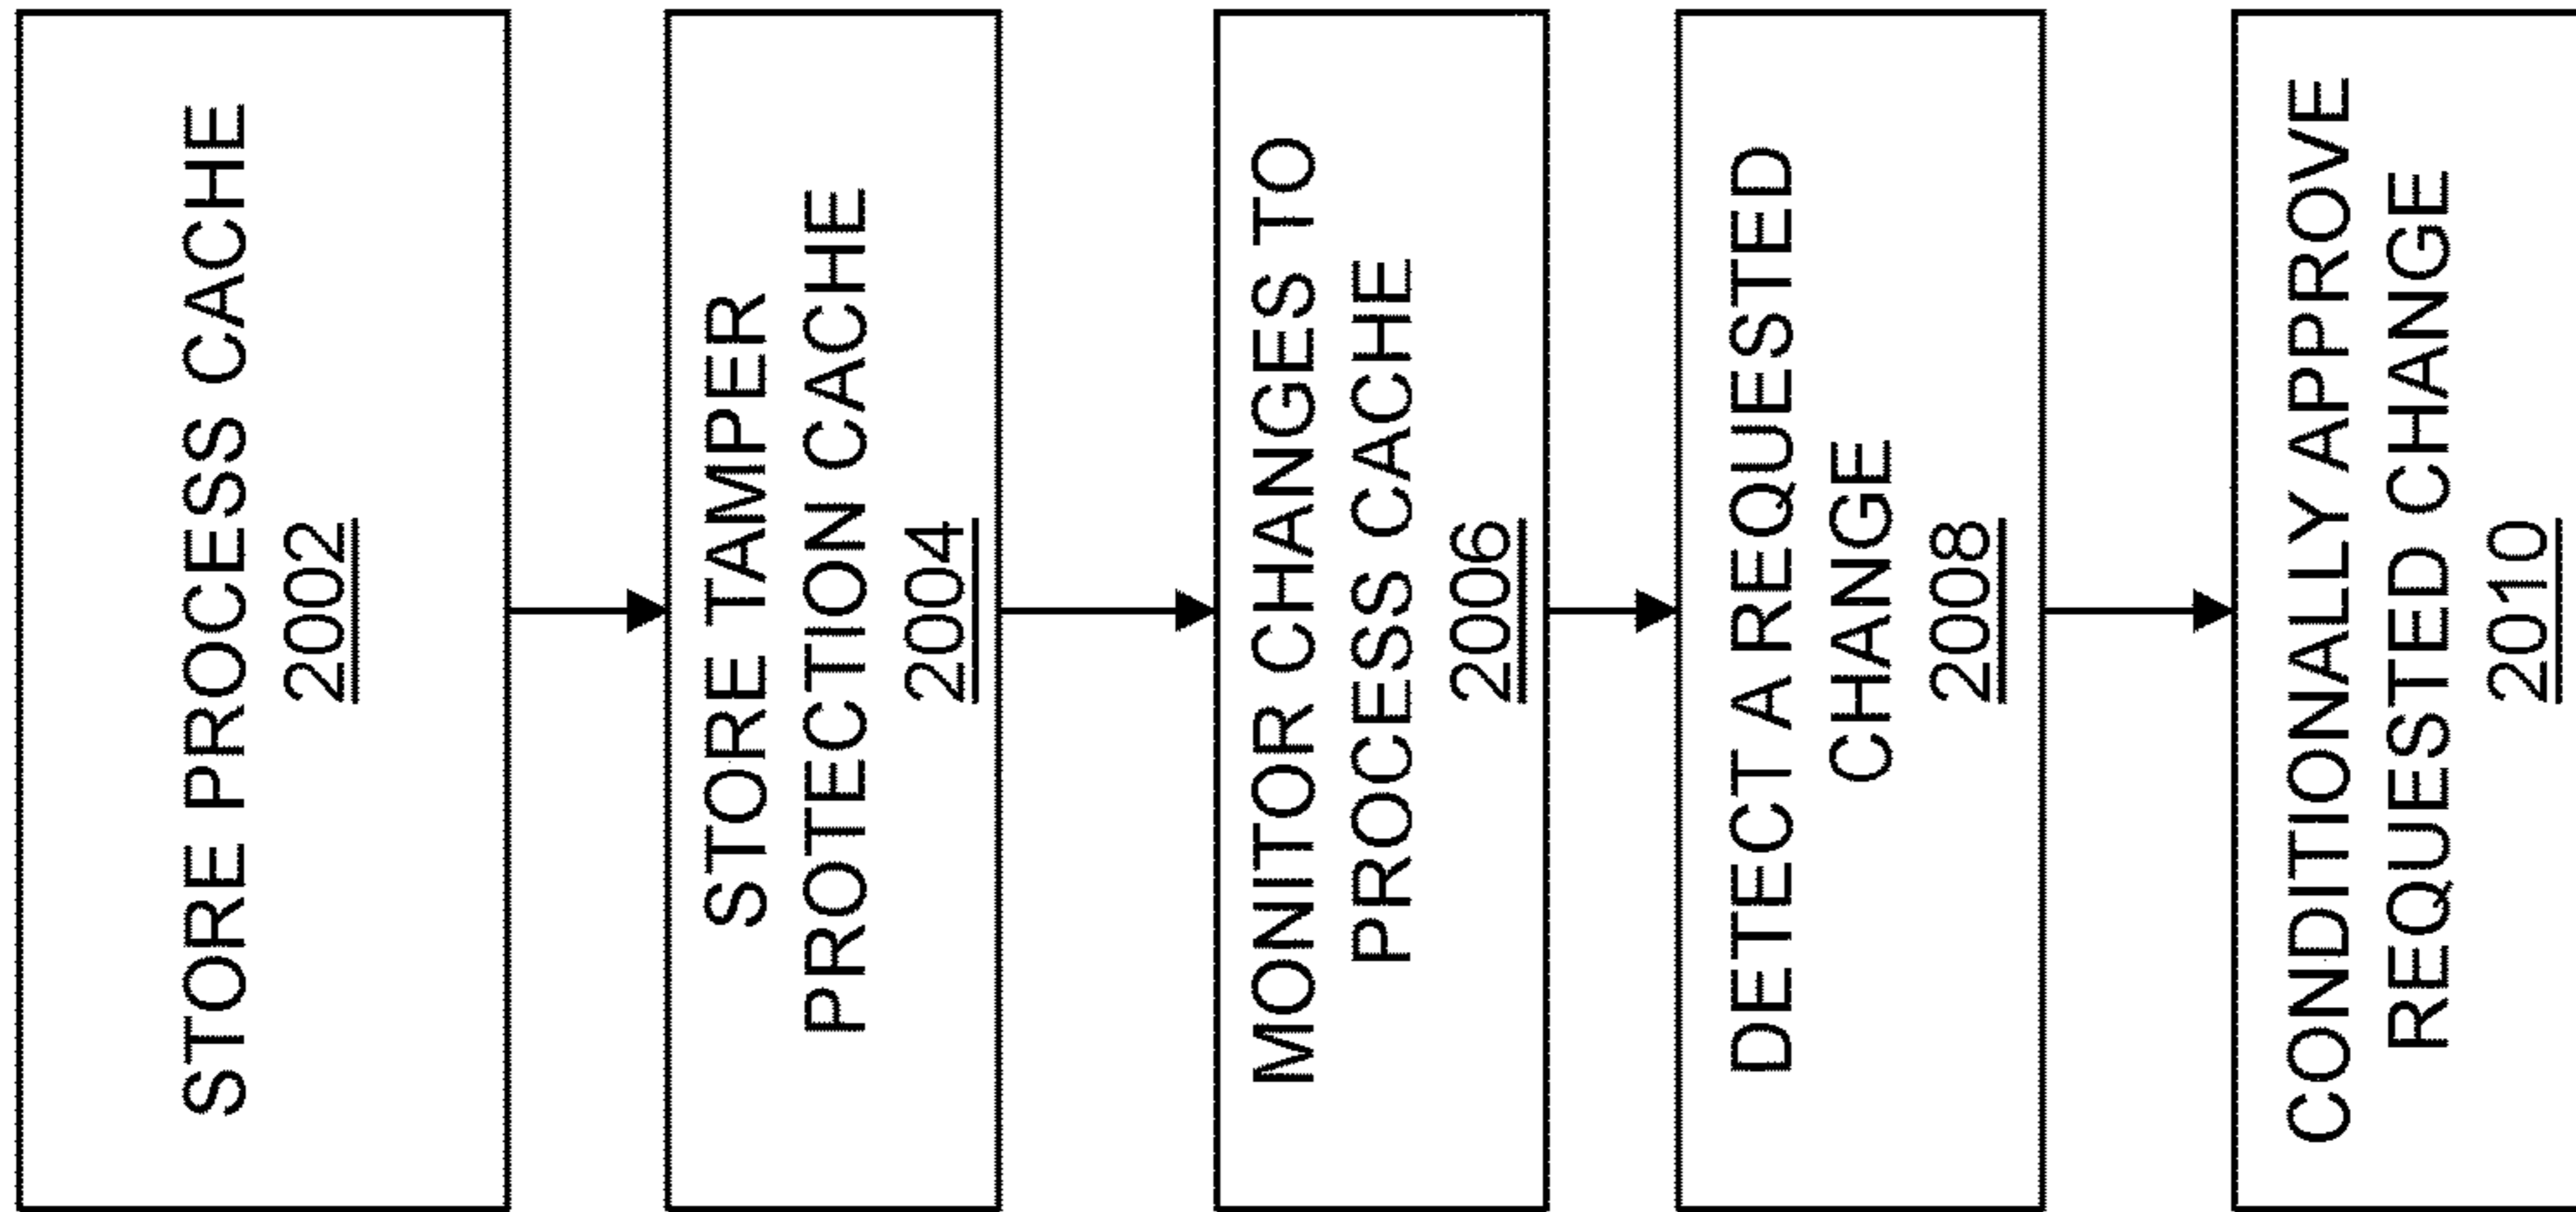 STORE PROCESS CACHE
2002
STORE TAMPER
PROTECTION CACHE
2004
MONITOR CHANGES TO
PROCESS CACHE
2006
DETECT A REQUESTED
CHANGE
2008
CONDITIONALLY APPROVE
REQUESTED CHANGE
2010